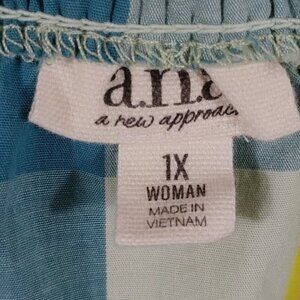 a.n.a
a new approach
1X
WOMAN
MADE IN
VIETNAM